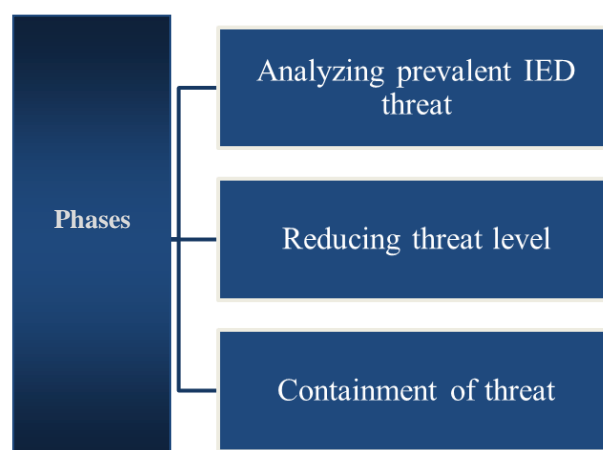 Phases
Analyzing prevalent IED
threat
Reducing threat level
Containment of threat